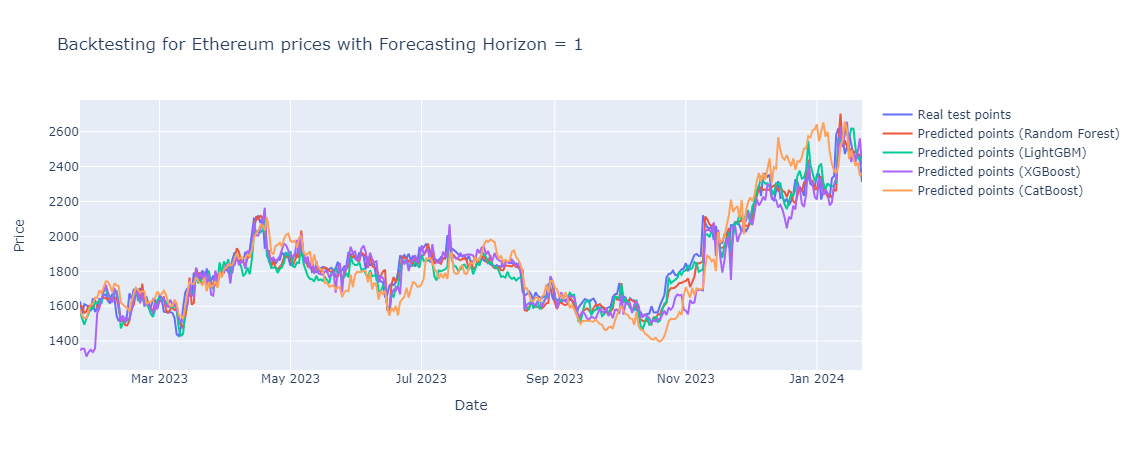 Backtesting for Ethereum prices with Forecasting Horizon = 1
2600
2400
2200
2000
1800
1600
1400
Price
Mar 2023
May 2023
Jul 2023
Sep 2023
Nov 2023
Jan 2024
Date
Real test points
Predicted points (Random Forest)
Predicted points (LightGBM)
Predicted points (XGBoost)
Predicted points (CatBoost)